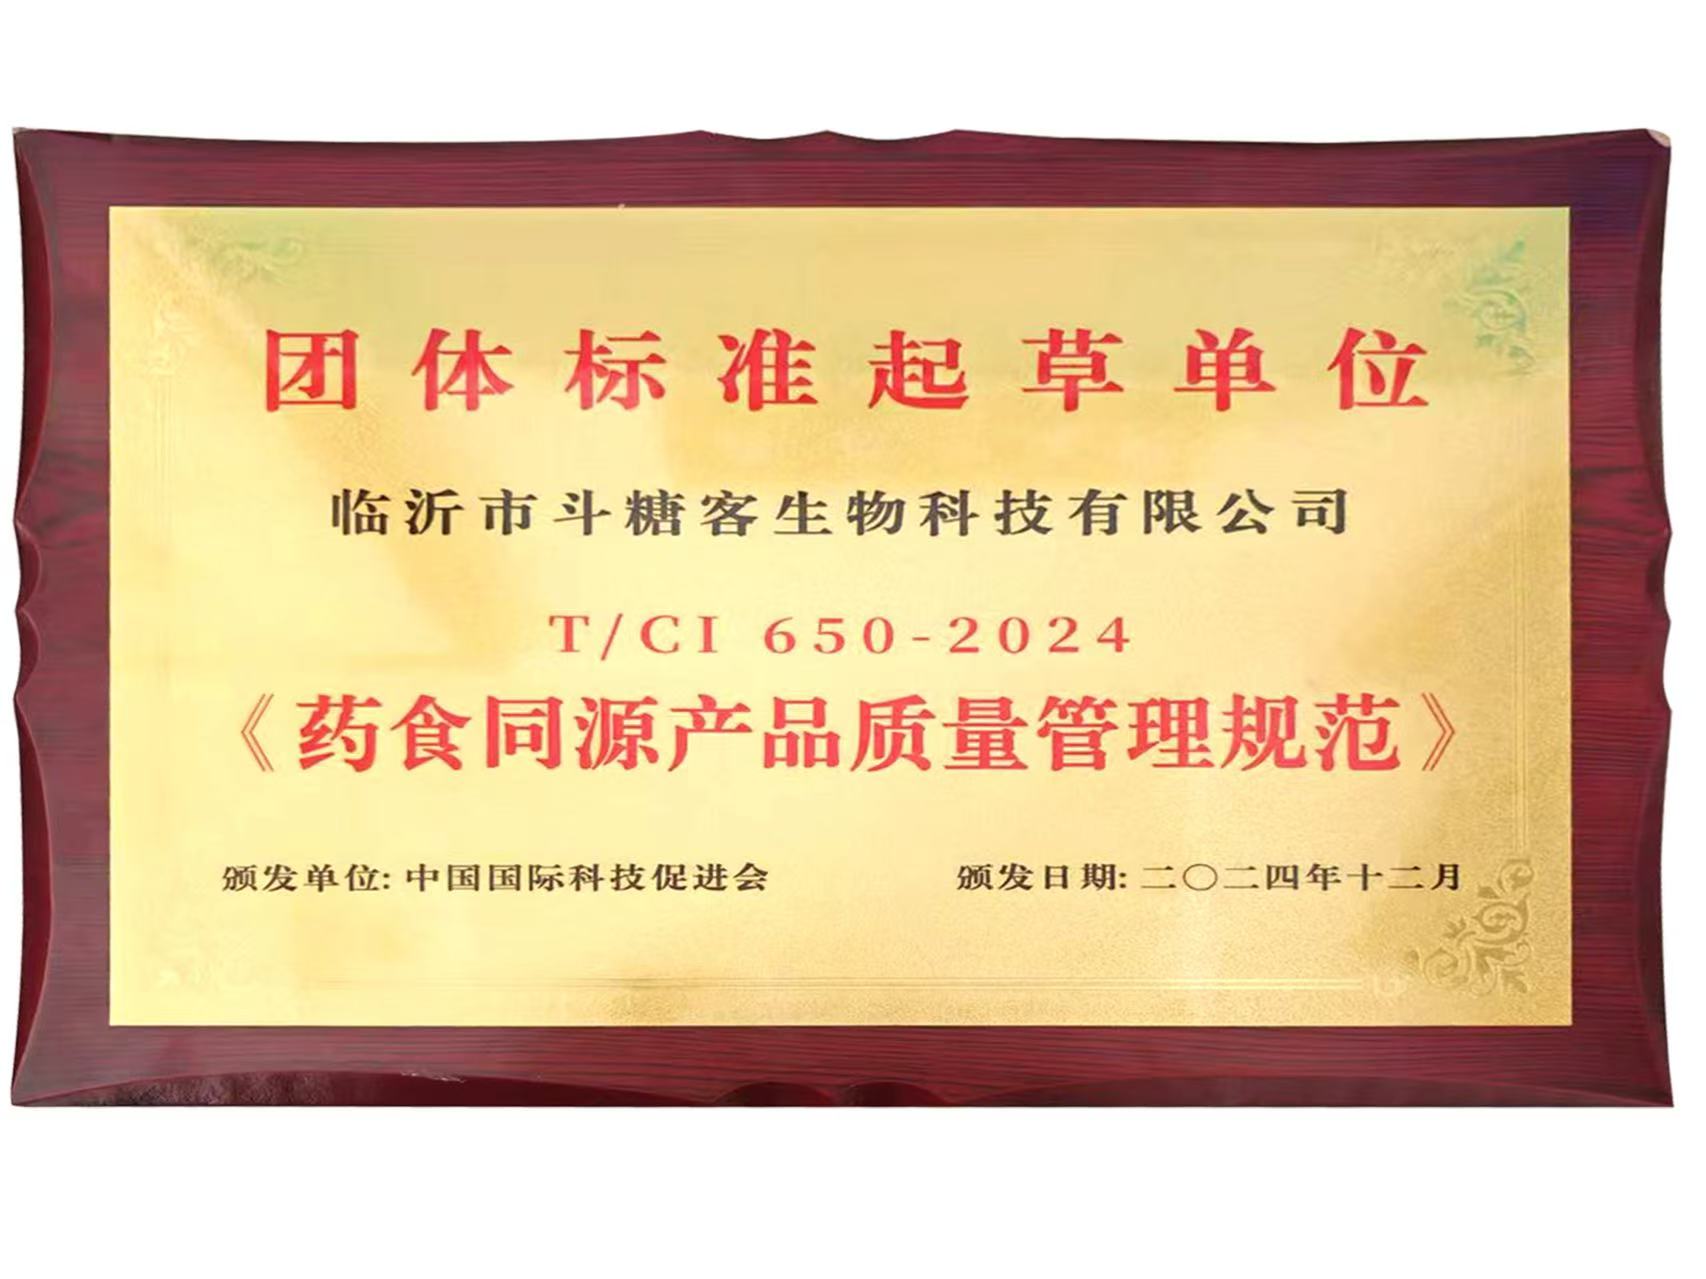 团体标准起草单位
临沂市斗糖客生物科技有限公司
T/CI 650-2024
《药食同源产品质量管理规范》
颁发单位: 中国国际科技促进会 颁发日期: 二〇二四年十二月